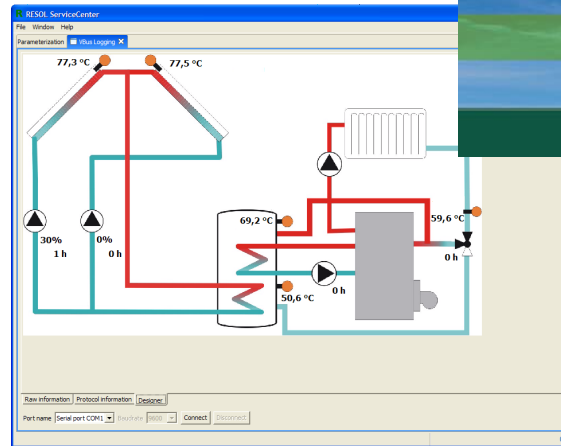 RESOL ServiceCenter
File Window Help
Parameterization VBus Logging
77,3 °C 77,5 °C
69,2 °C 59,6 °C
30% 0%
1 h 0 h 0 h
50,6 °C 0 h
Raw information Protocol information Designer
Port name Serial port COM1 Baudrate 9600 Connect Disconnect